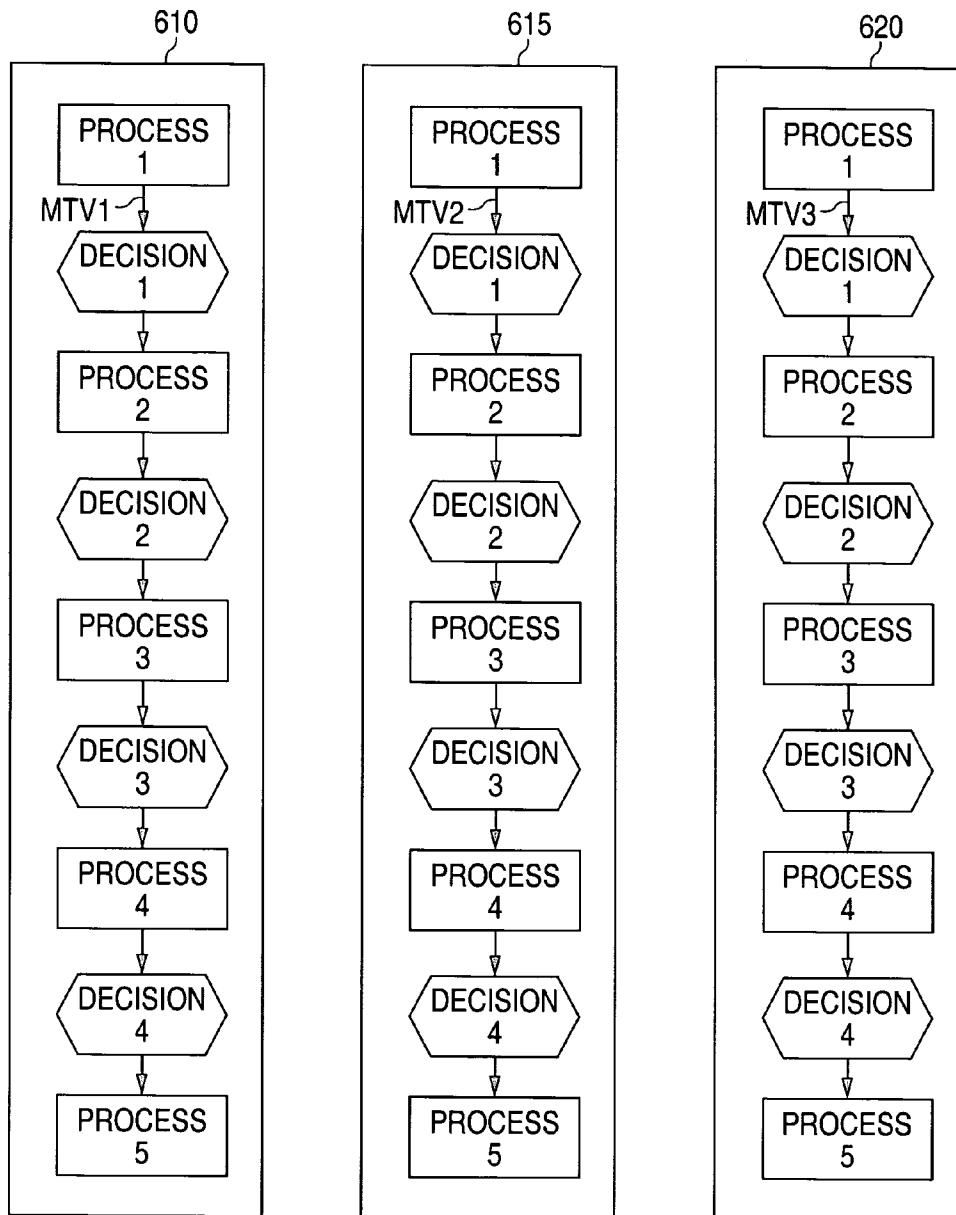 610
PROCESS
1
MTV1
DECISION
1
PROCESS
2
DECISION
2
PROCESS
3
DECISION
3
PROCESS
4
DECISION
4
PROCESS
5
615
PROCESS
1
MTV2
DECISION
1
PROCESS
2
DECISION
2
PROCESS
3
DECISION
3
PROCESS
4
DECISION
4
PROCESS
5
620
PROCESS
1
MTV3
DECISION
1
PROCESS
2
DECISION
2
PROCESS
3
DECISION
3
PROCESS
4
DECISION
4
PROCESS
5